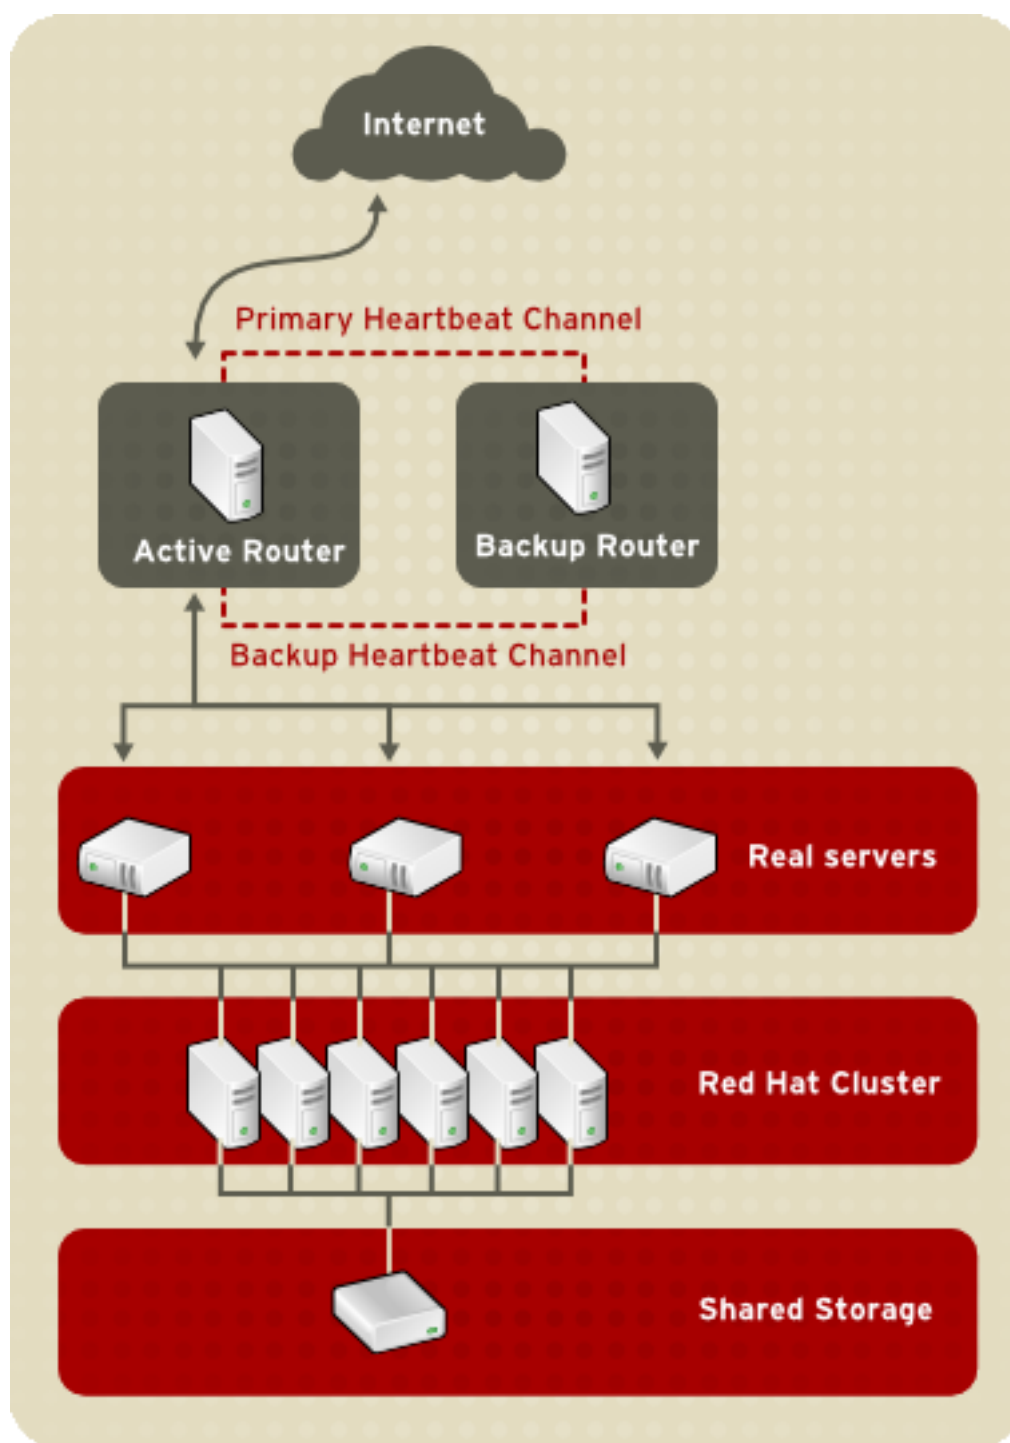 Internet
Primary Heartbeat Channel
Active Router
Backup Router
Backup Heartbeat Channel
Real servers
Red Hat Cluster
Shared Storage